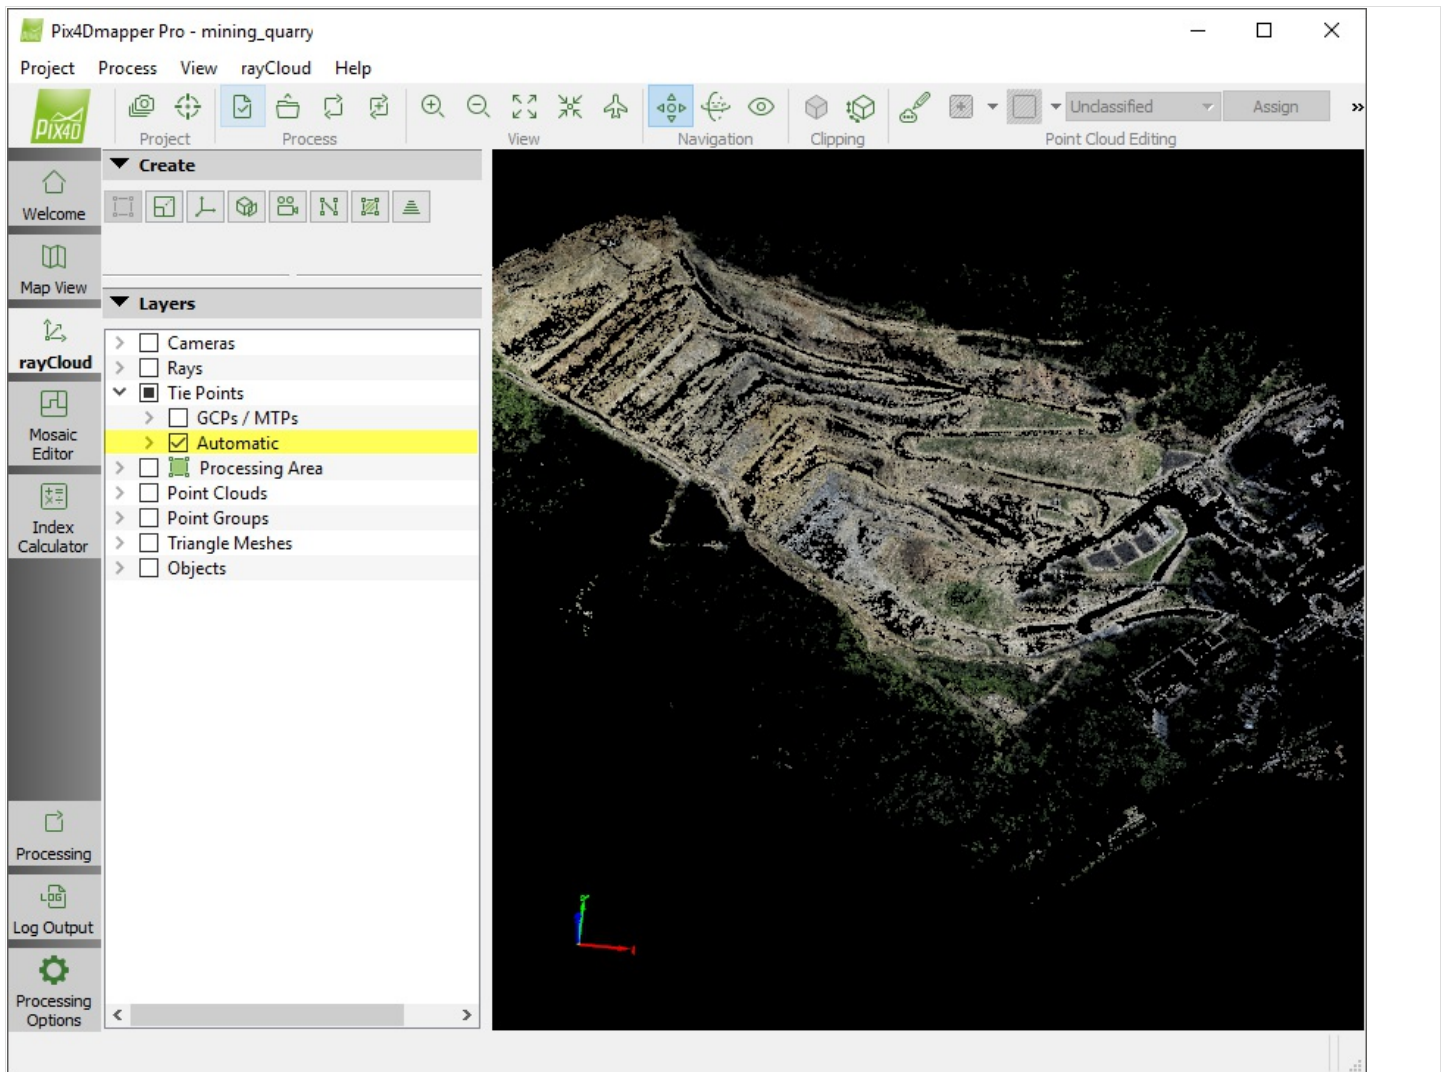 Pix4Dmapper Pro - mining_quarry
Project Process View rayCloud Help
PIX4D
Unclassified Assign »
Project Process View Navigation Clipping Point Cloud Editing
Create
Welcome
Map View
Layers
rayCloud
Cameras
Rays
Tie Points
GCPs / MTPs
Automatic
Processing Area
Point Clouds
Point Groups
Triangle Meshes
Objects
Mosaic
Editor
Index
Calculator
Processing
LOG
Log Output
Processing
Options